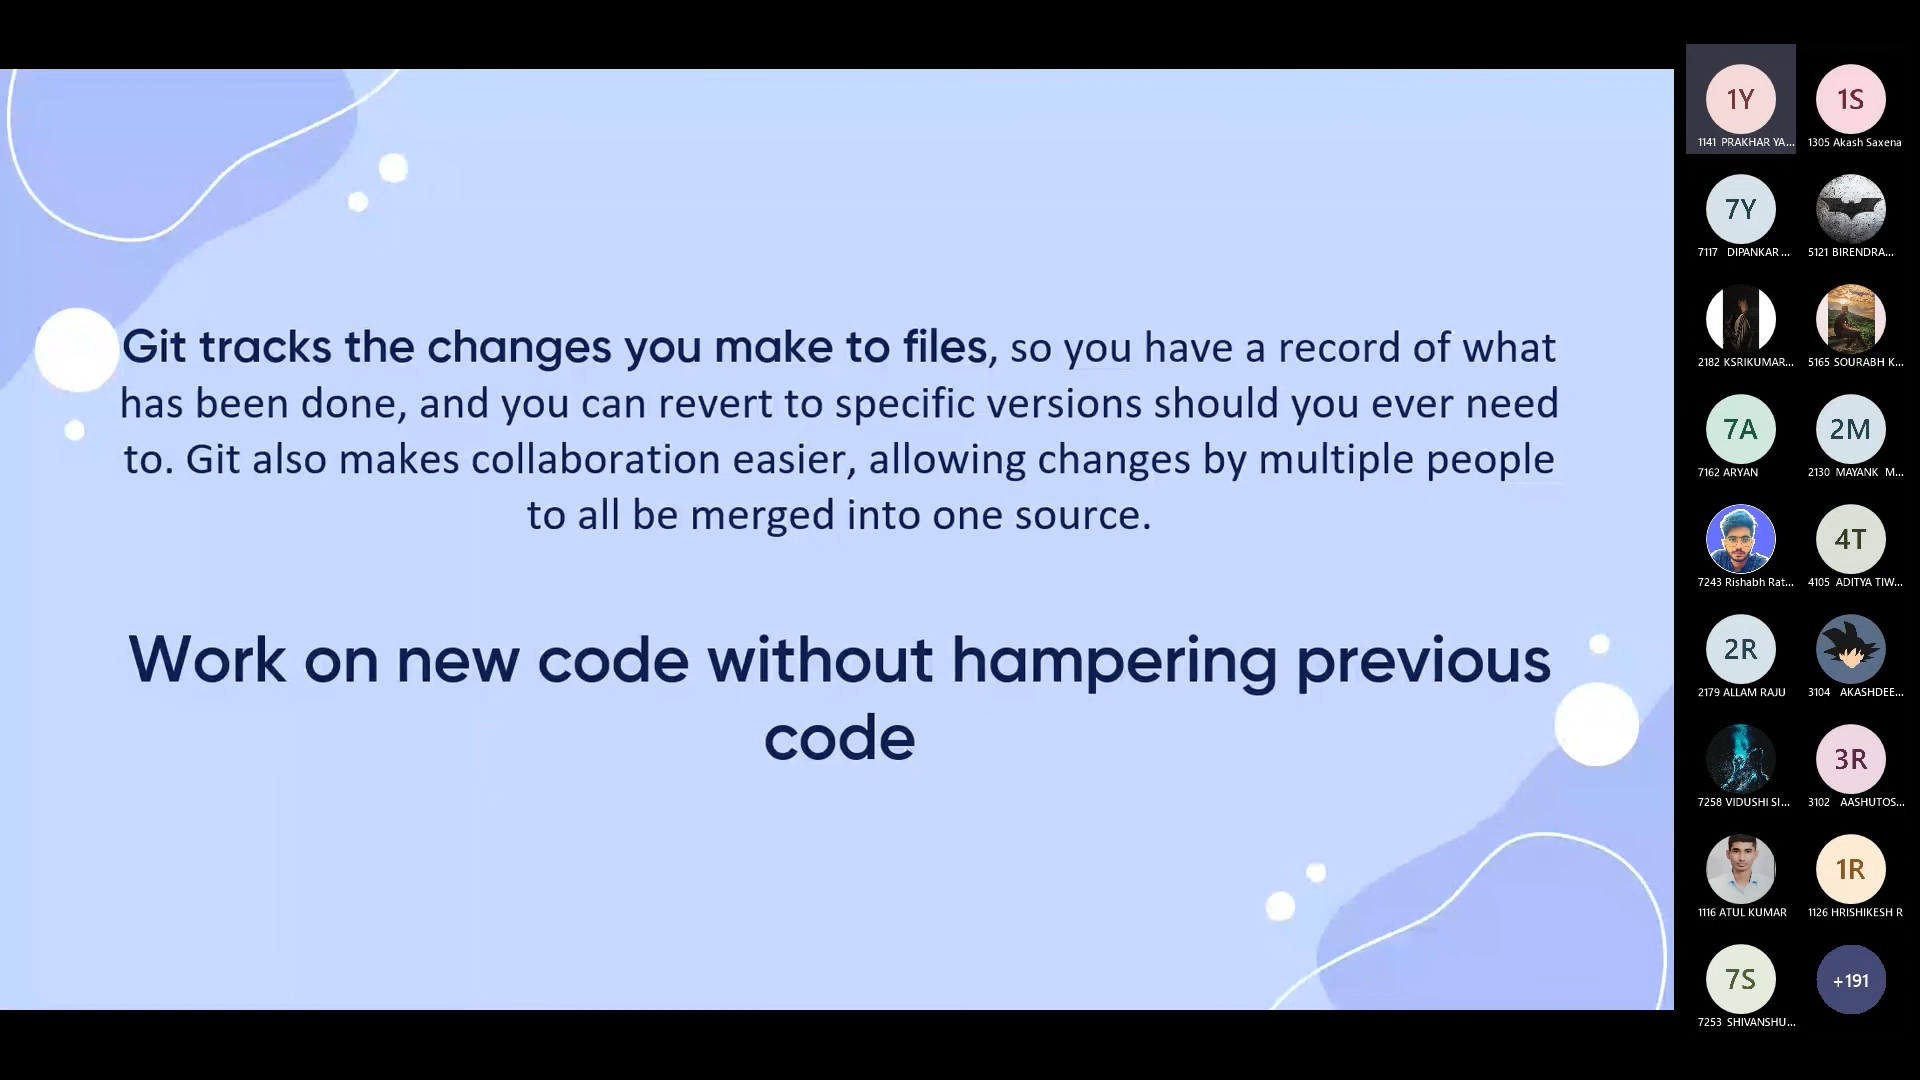 Git tracks the changes you make to files, so you have a record of what
has been done, and you can revert to specific versions should you ever need
to. Git also makes collaboration easier, allowing changes by multiple people
to all be merged into one source.
Work on new code without hampering previous
code
1Y
1S
1141 PRAKHAR YA...
1305 Akash Saxena
7Y
7117 DIPANKAR ...
5121 BIRENDRA...
2182 KSRIKUMAR...
5165 SOURABH K...
7A
2M
7162 ARYAN
2130 MAYANK M...
4T
7243 Rishabh Rat...
4105 ADITYA TIW...
2R
2179 ALLAM RAJU
3104 AKASHDEE...
3R
7258 VIDUSHI SI...
3102 AASHUTOS...
1R
1116 ATUL KUMAR
1126 HRISHIKESH R
7S
+191
7253 SHIVANSHU...